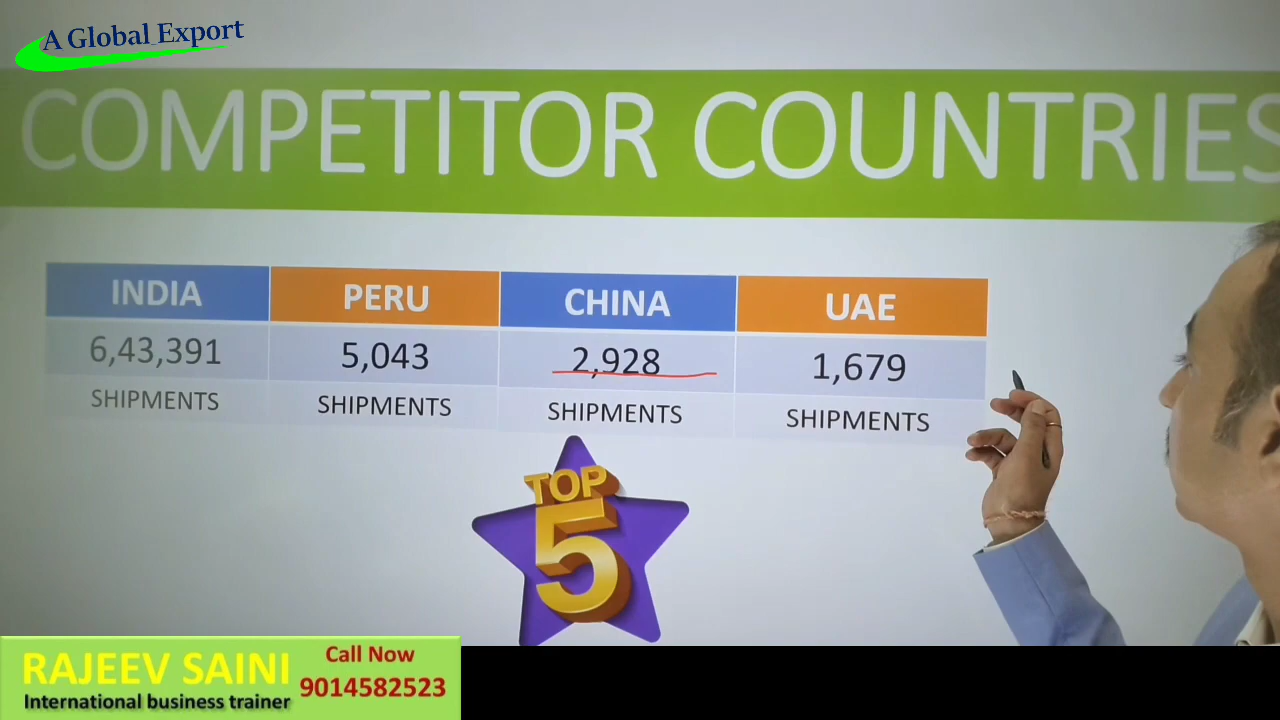 A Global Export
COMPETITOR COUNTRIES
INDIA PERU CHINA UAE
6,43,391 5,043 2,928 1,679
SHIPMENTS SHIPMENTS SHIPMENTS SHIPMENTS
TOP
5
RAJEEV SAINI
International business trainer
Call Now
9014582523